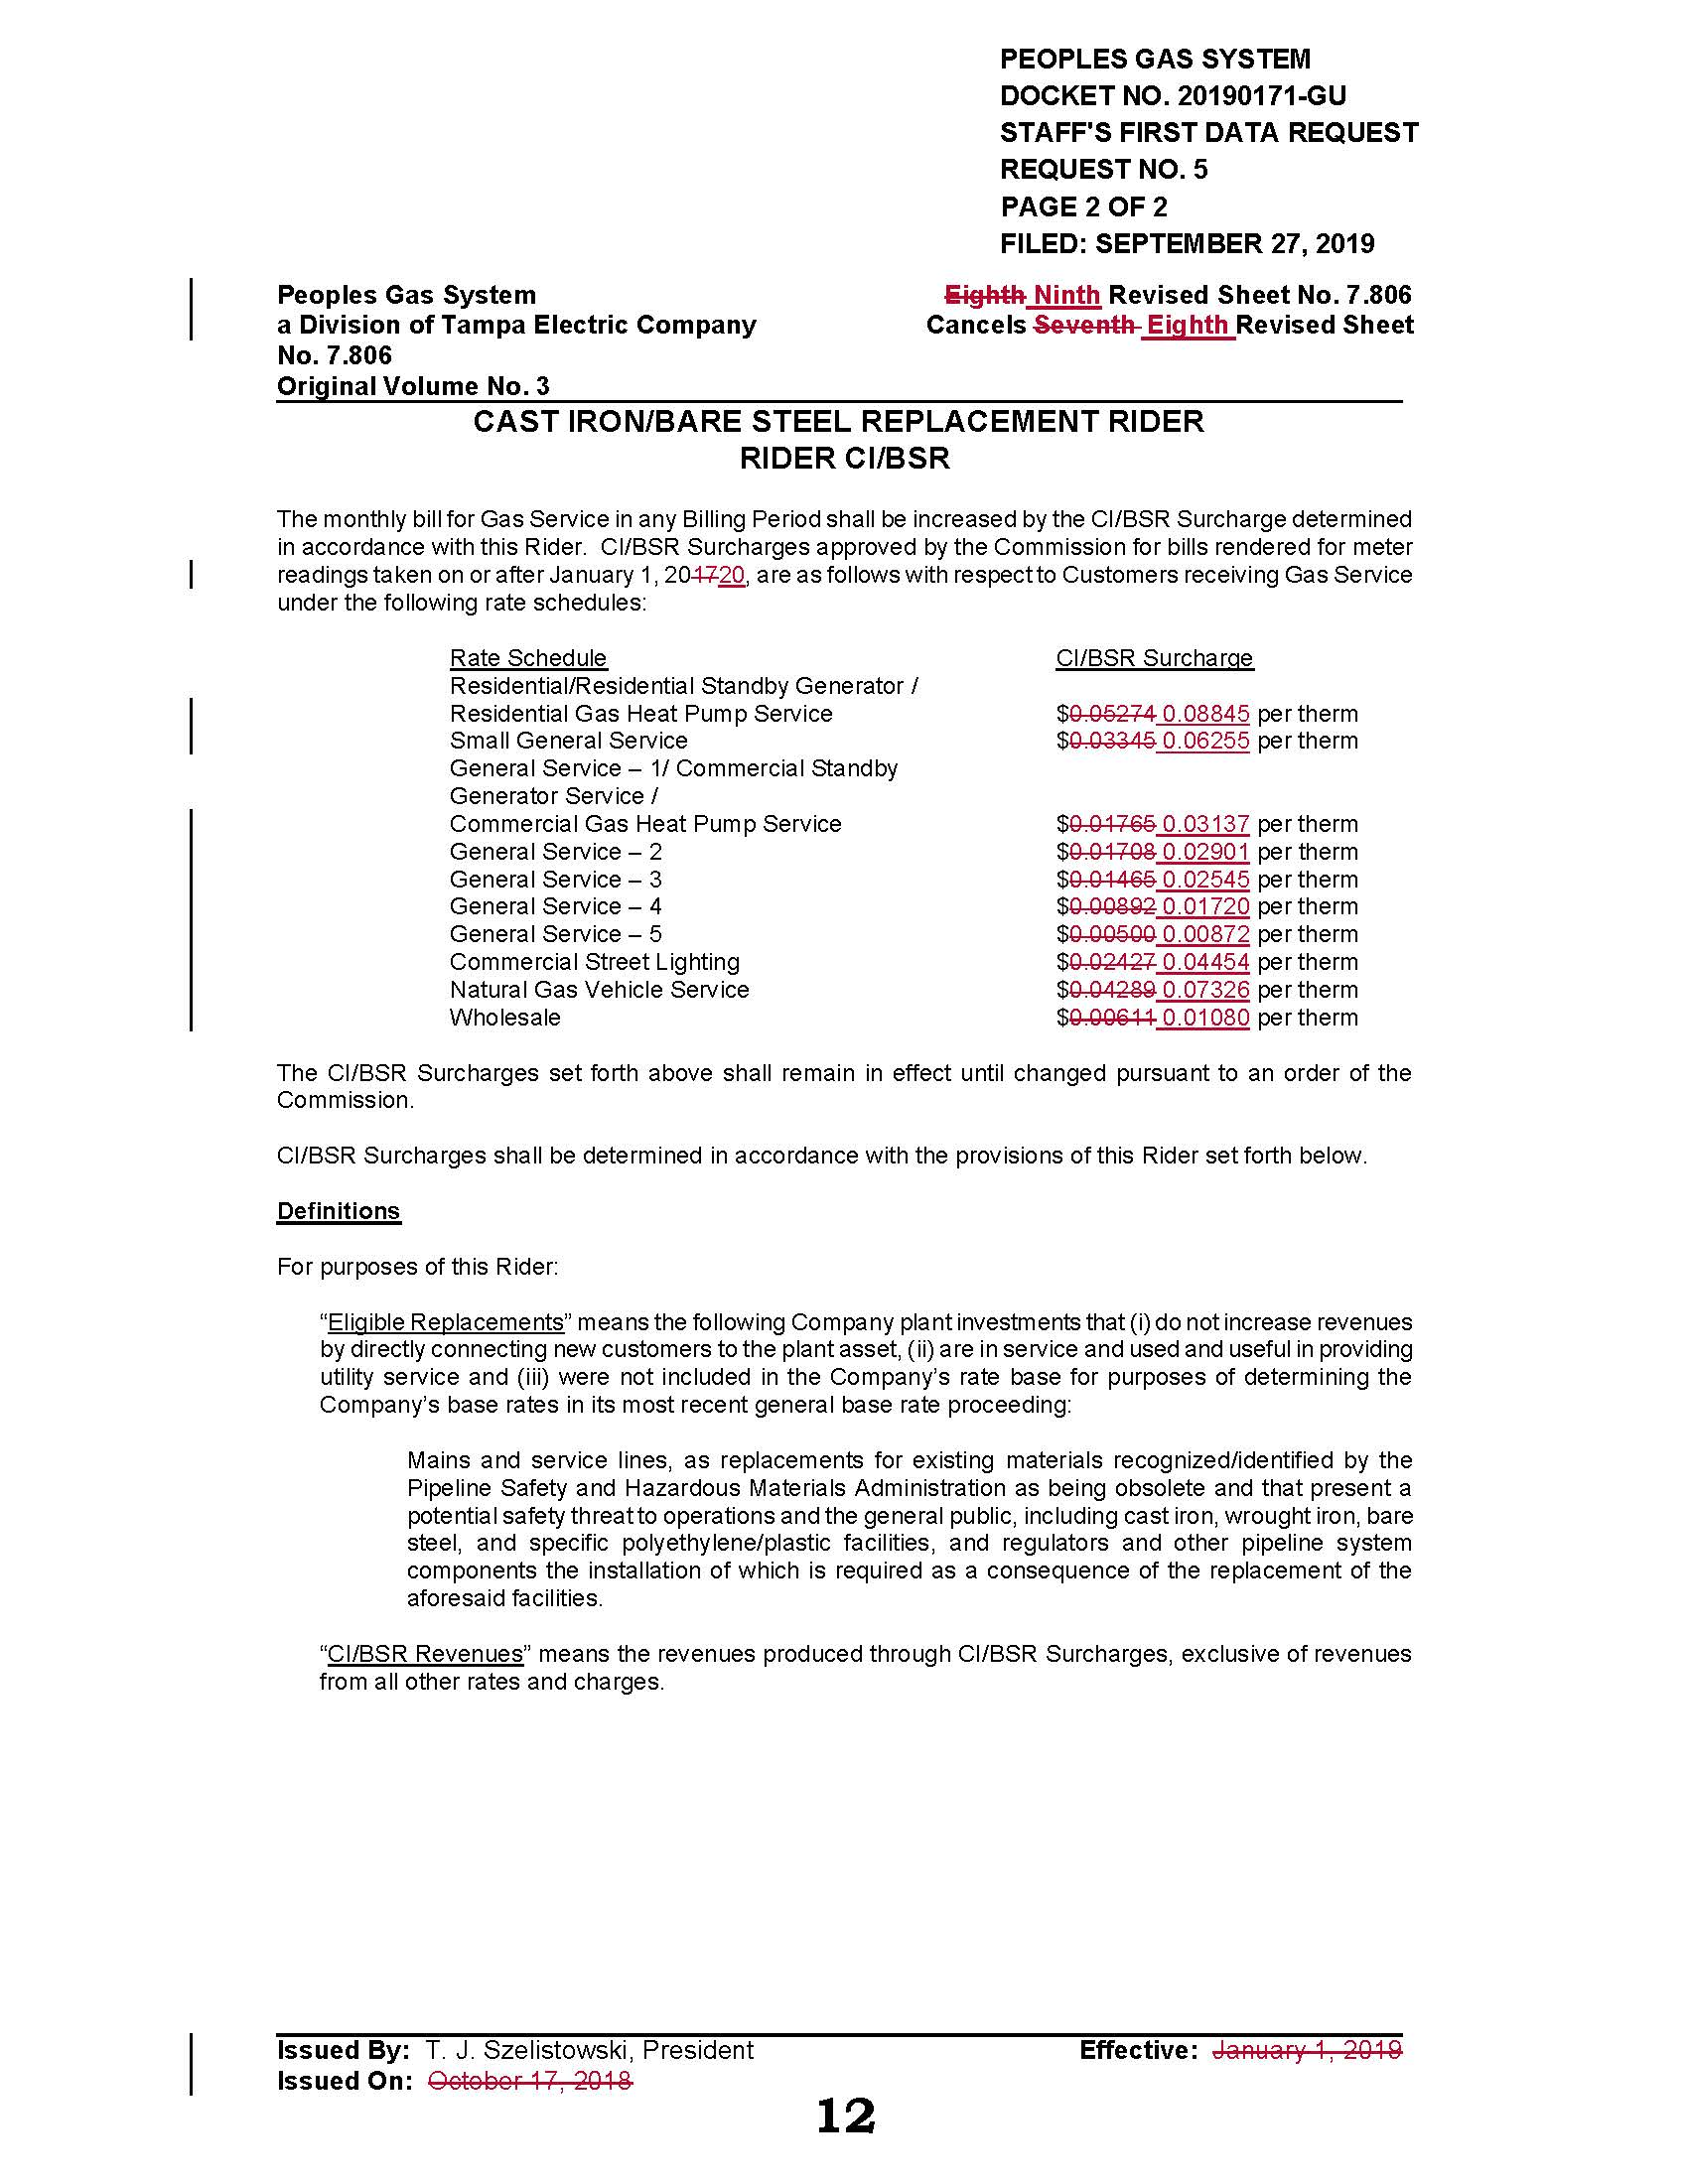 PEOPLES GAS SYSTEM
DOCKET NO. 20190171-GU
STAFF'S FIRST DATA REQUEST
REQUEST NO. 5
PAGE 2 OF 2
FILED: SEPTEMBER 27, 2019
Peoples Gas System Eighth Ninth Revised Sheet No. 7.806
a Division of Tampa Electric Company Cancels Seventh Eighth Revised Sheet
No. 7.806
Original Volume No. 3
CAST IRON/BARE STEEL REPLACEMENT RIDER
RIDER CI/BSR
The monthly bill for Gas Service in any Billing Period shall be increased by the CI/BSR Surcharge determined
in accordance with this Rider. CI/BSR Surcharges approved by the Commission for bills rendered for meter
readings taken on or after January 1, 201720, are as follows with respect to Customers receiving Gas Service
under the following rate schedules:
Rate Schedule CI/BSR Surcharge
Residential/Residential Standby Generator /
Residential Gas Heat Pump Service $0.05274 0.08845 per therm
Small General Service $0.03345 0.06255 per therm
General Service – 1/ Commercial Standby
Generator Service /
Commercial Gas Heat Pump Service $0.01765 0.03137 per therm
General Service – 2 $0.01708 0.02901 per therm
General Service – 3 $0.01465 0.02545 per therm
General Service – 4 $0.00892 0.01720 per therm
General Service – 5 $0.00500 0.00872 per therm
Commercial Street Lighting $0.02427 0.04454 per therm
Natural Gas Vehicle Service $0.04289 0.07326 per therm
Wholesale $0.00611 0.01080 per therm
The CI/BSR Surcharges set forth above shall remain in effect until changed pursuant to an order of the
Commission.
CI/BSR Surcharges shall be determined in accordance with the provisions of this Rider set forth below.
Definitions
For purposes of this Rider:
“Eligible Replacements” means the following Company plant investments that (i) do not increase revenues
by directly connecting new customers to the plant asset, (ii) are in service and used and useful in providing
utility service and (iii) were not included in the Company’s rate base for purposes of determining the
Company’s base rates in its most recent general base rate proceeding:
Mains and service lines, as replacements for existing materials recognized/identified by the
Pipeline Safety and Hazardous Materials Administration as being obsolete and that present a
potential safety threat to operations and the general public, including cast iron, wrought iron, bare
steel, and specific polyethylene/plastic facilities, and regulators and other pipeline system
components the installation of which is required as a consequence of the replacement of the
aforesaid facilities.
“CI/BSR Revenues” means the revenues produced through CI/BSR Surcharges, exclusive of revenues
from all other rates and charges.
Issued By: T. J. Szelistowski, President Effective: January 1, 2019
Issued On: October 17, 2018
12